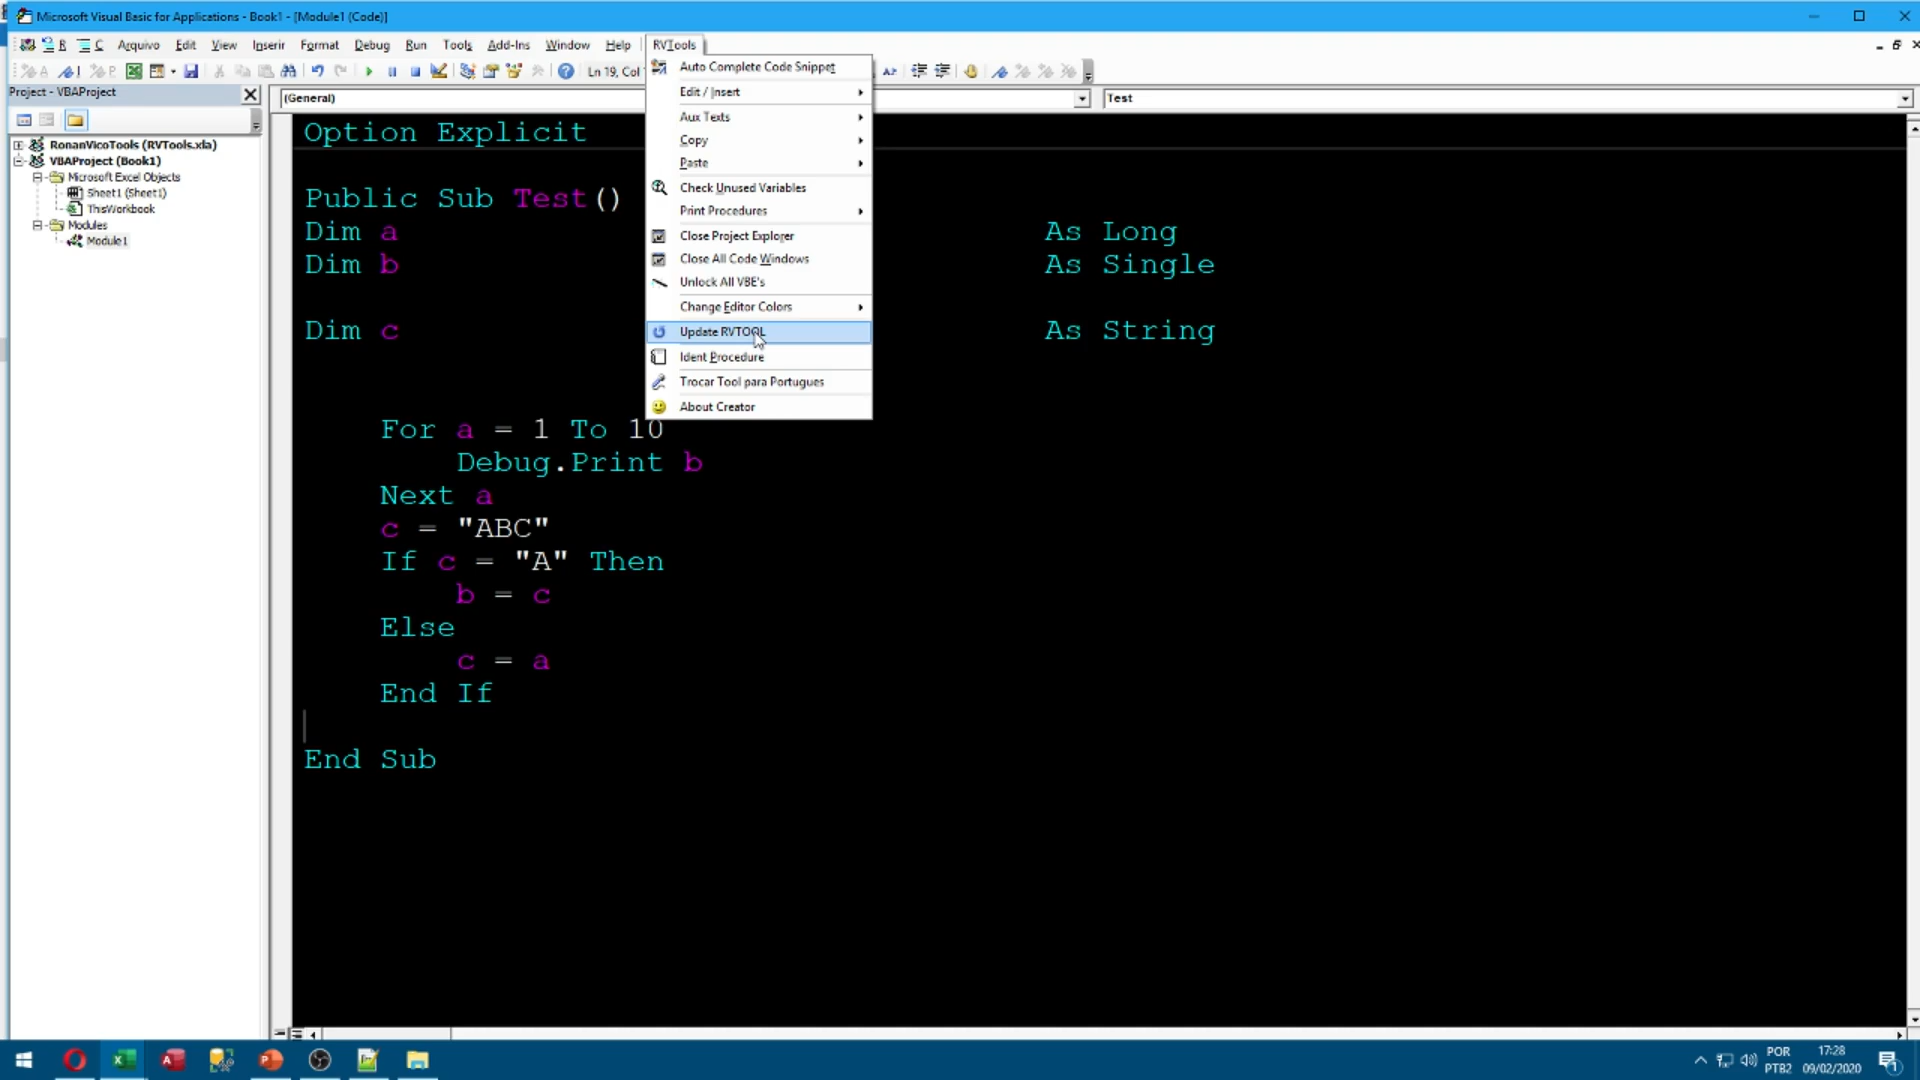 Microsoft Visual Basic for Applications - Book1 - [Module1 (Code)]
R C Arquivo Edit View Inserir Format Debug Run Tools Add-Ins Window Help RVTools
Ln 19, Col
Project - VBAProject
(General)
Test
RonanVicoTools (RVTools.xla)
VBAProject (Book1)
Microsoft Excel Objects
Sheet1 (Sheet1)
ThisWorkbook
Modules
Module1
Auto Complete Code Snippet
Edit / Insert
Aux Texts
Copy
Paste
Check Unused Variables
Print Procedures
Close Project Explorer
Close All Code Windows
Unlock All VBE's
Change Editor Colors
Update RVTOOL
Ident Procedure
Trocar Tool para Portugues
About Creator
Option Explicit
Public Sub Test()
Dim a As Long
Dim b As Single
Dim c As String
For a = 1 To 10
Debug.Print b
Next a
c = "ABC"
If c = "A" Then
b = c
Else
c = a
End If
End Sub
POR
PTB2
17:28
09/02/2020
1